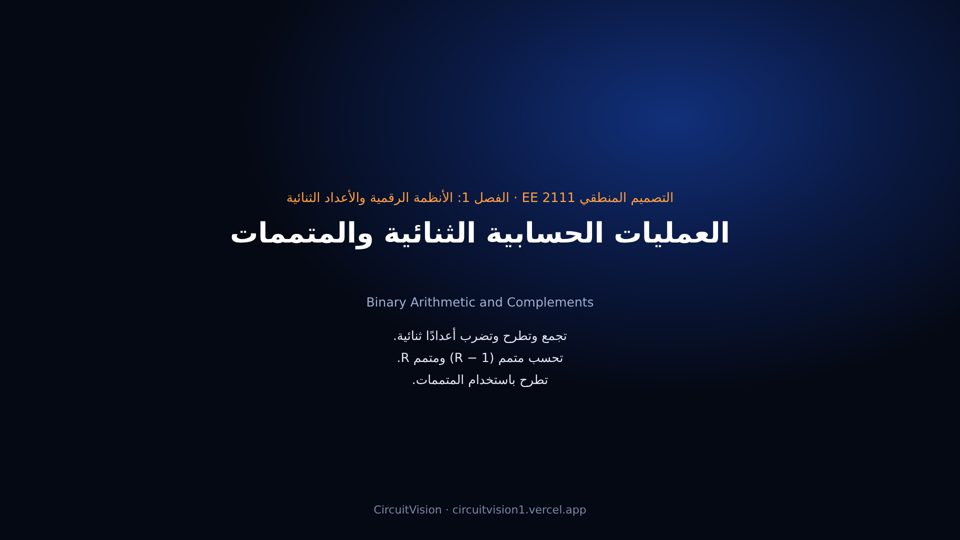 التصميم المنطقي EE 2111 · الفصل 1: الأنظمة الرقمية والأعداد الثنائية
العمليات الحسابية الثنائية والمتممات
Binary Arithmetic and Complements
تجمع وتطرح وتضرب أعدادًا ثنائية.
تحسب متمم (R − 1) ومتمم R.
تطرح باستخدام المتممات.
CircuitVision · circuitvision1.vercel.app